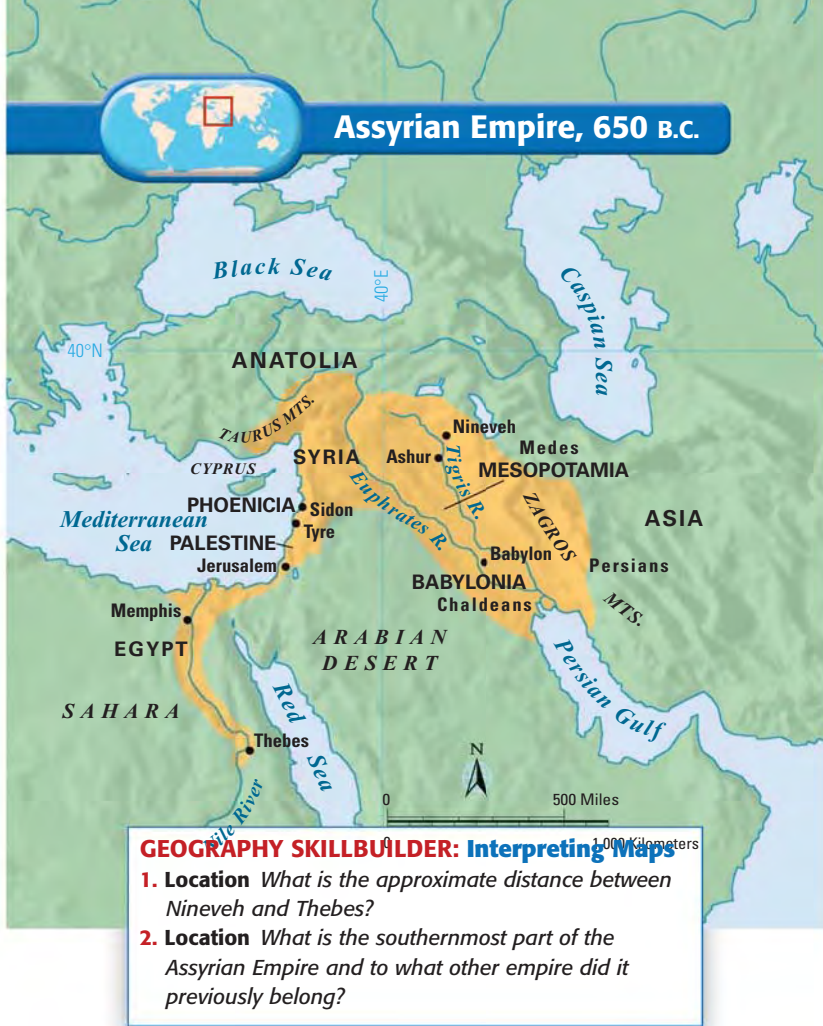 Assyrian Empire, 650 B.C.
Black Sea
40°E
Caspian Sea
40°N
ANATOLIA
TAURUS MTS.
Nineveh
Medes
CYPRUS
SYRIA
Ashur
Tigris R.
MESOPOTAMIA
PHOENICIA
Sidon
Euphrates R.
ZAGROS
ASIA
Mediterranean
Sea
Tyre
PALESTINE
Jerusalem
Babylon
Persians
BABYLONIA
Chaldeans
MTS.
Memphis
EGYPT
ARABIAN
DESERT
Persian Gulf
Red
Sea
SAHARA
Thebes
N
0
500 Miles
Nile River
0
1,000 Kilometers
GEOGRAPHY SKILLBUILDER: Interpreting Maps
1. Location What is the approximate distance between
Nineveh and Thebes?
2. Location What is the southernmost part of the
Assyrian Empire and to what other empire did it
previously belong?